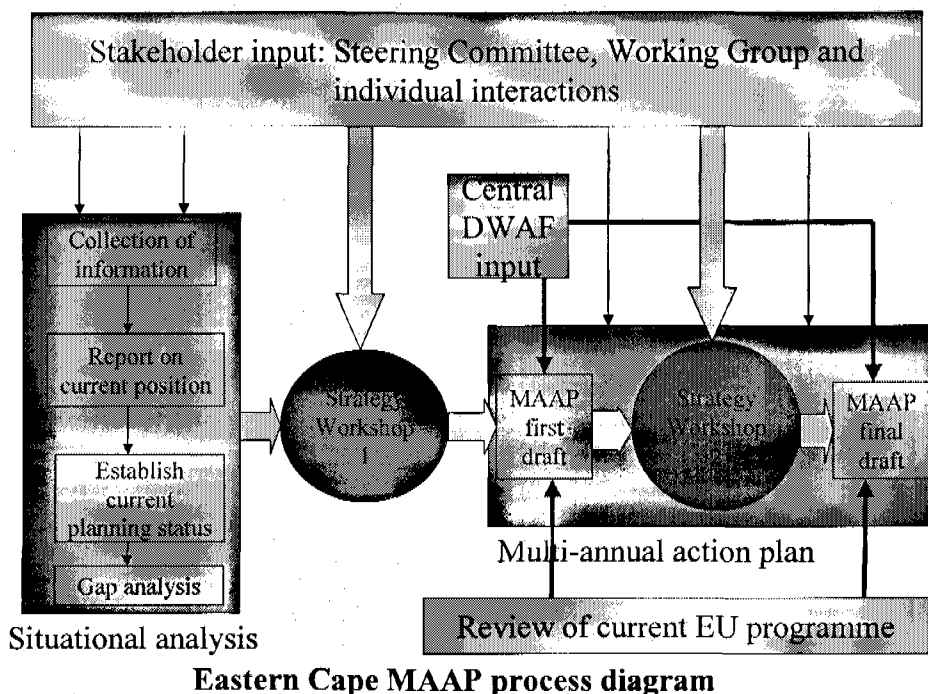 Stakeholder input: Steering Committee, Working Group and
individual interactions
Central
DWAF
input
Collection of
information
Report on
current position
Establish
current
planning status
Gap analysis
Situational analysis
Strategy
Workshop
1
MAAP
first
draft
Strategy
Workshop
2
MAAP
final
draft
Multi-annual action plan
Review of current EU programme
Eastern Cape MAAP process diagram